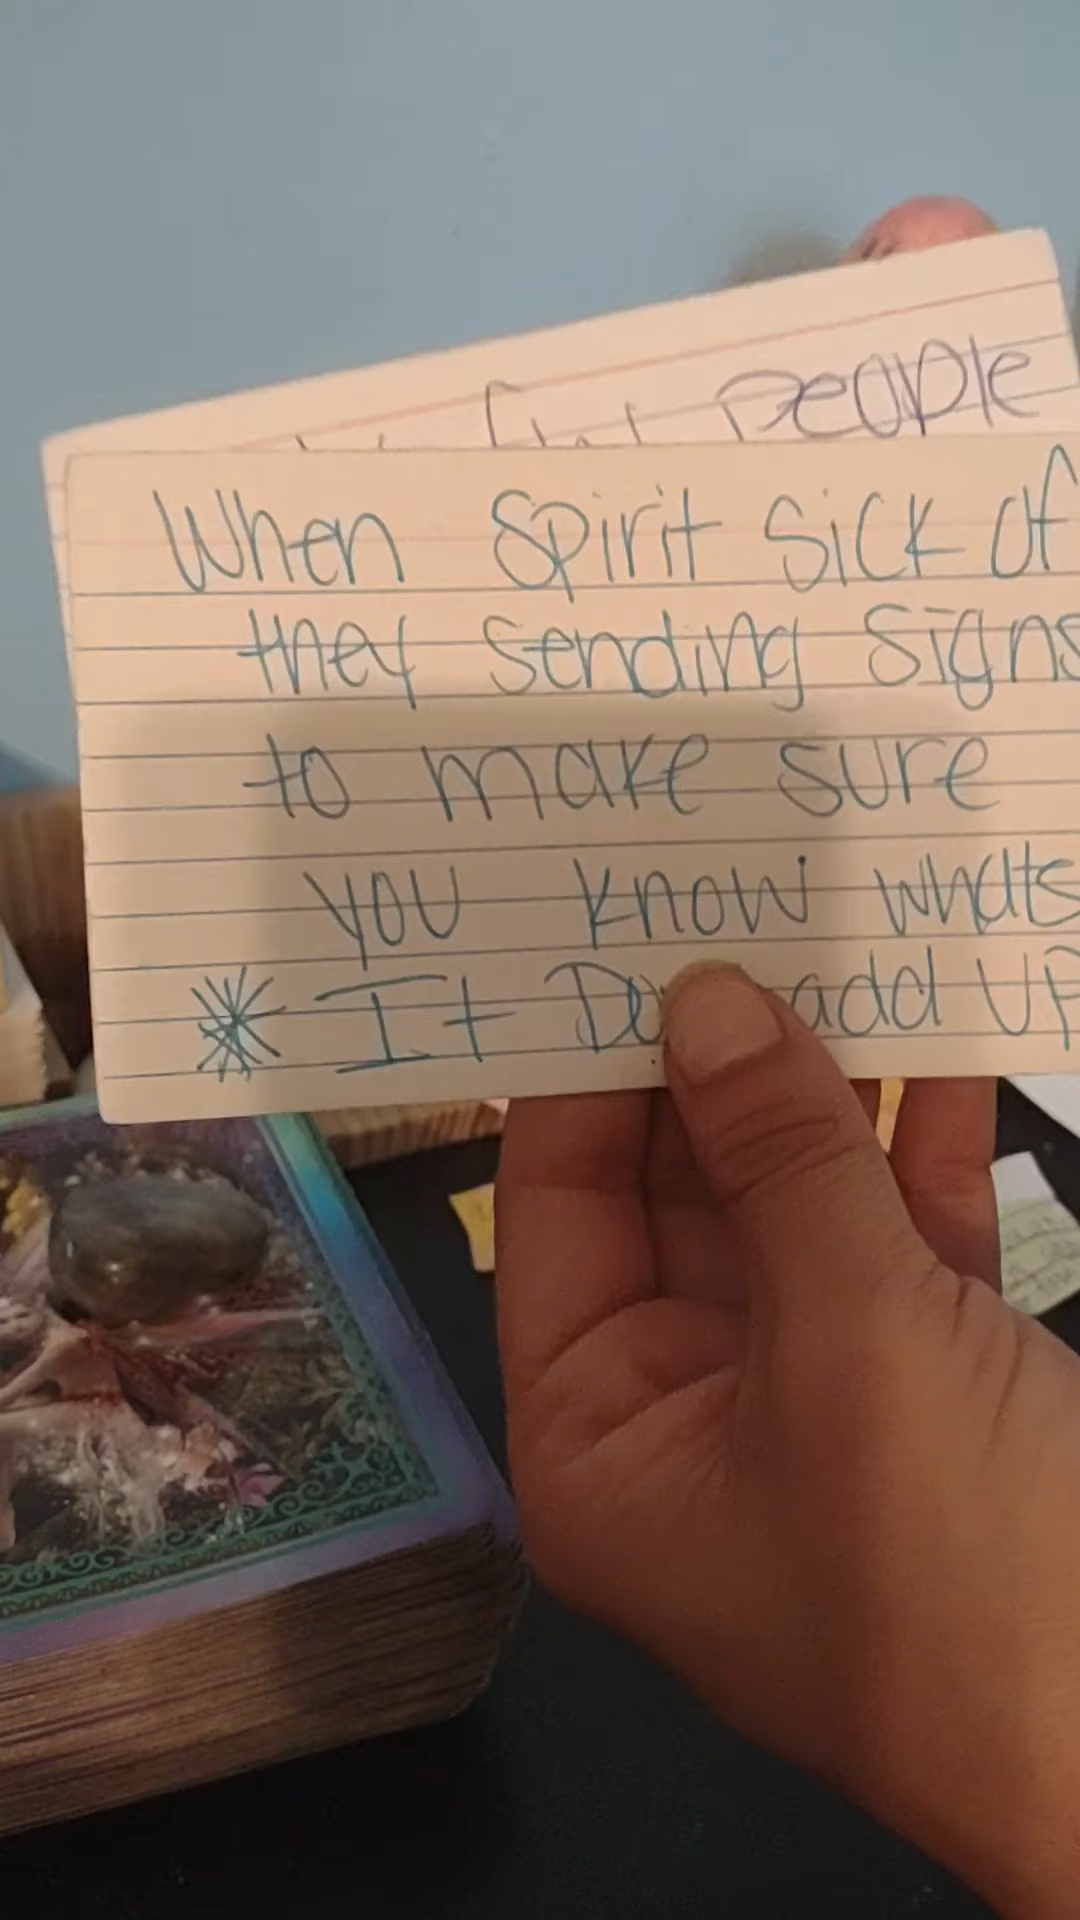 People
When Spirit Sick of
they sending Signs
to make sure
you know whats
It add UP